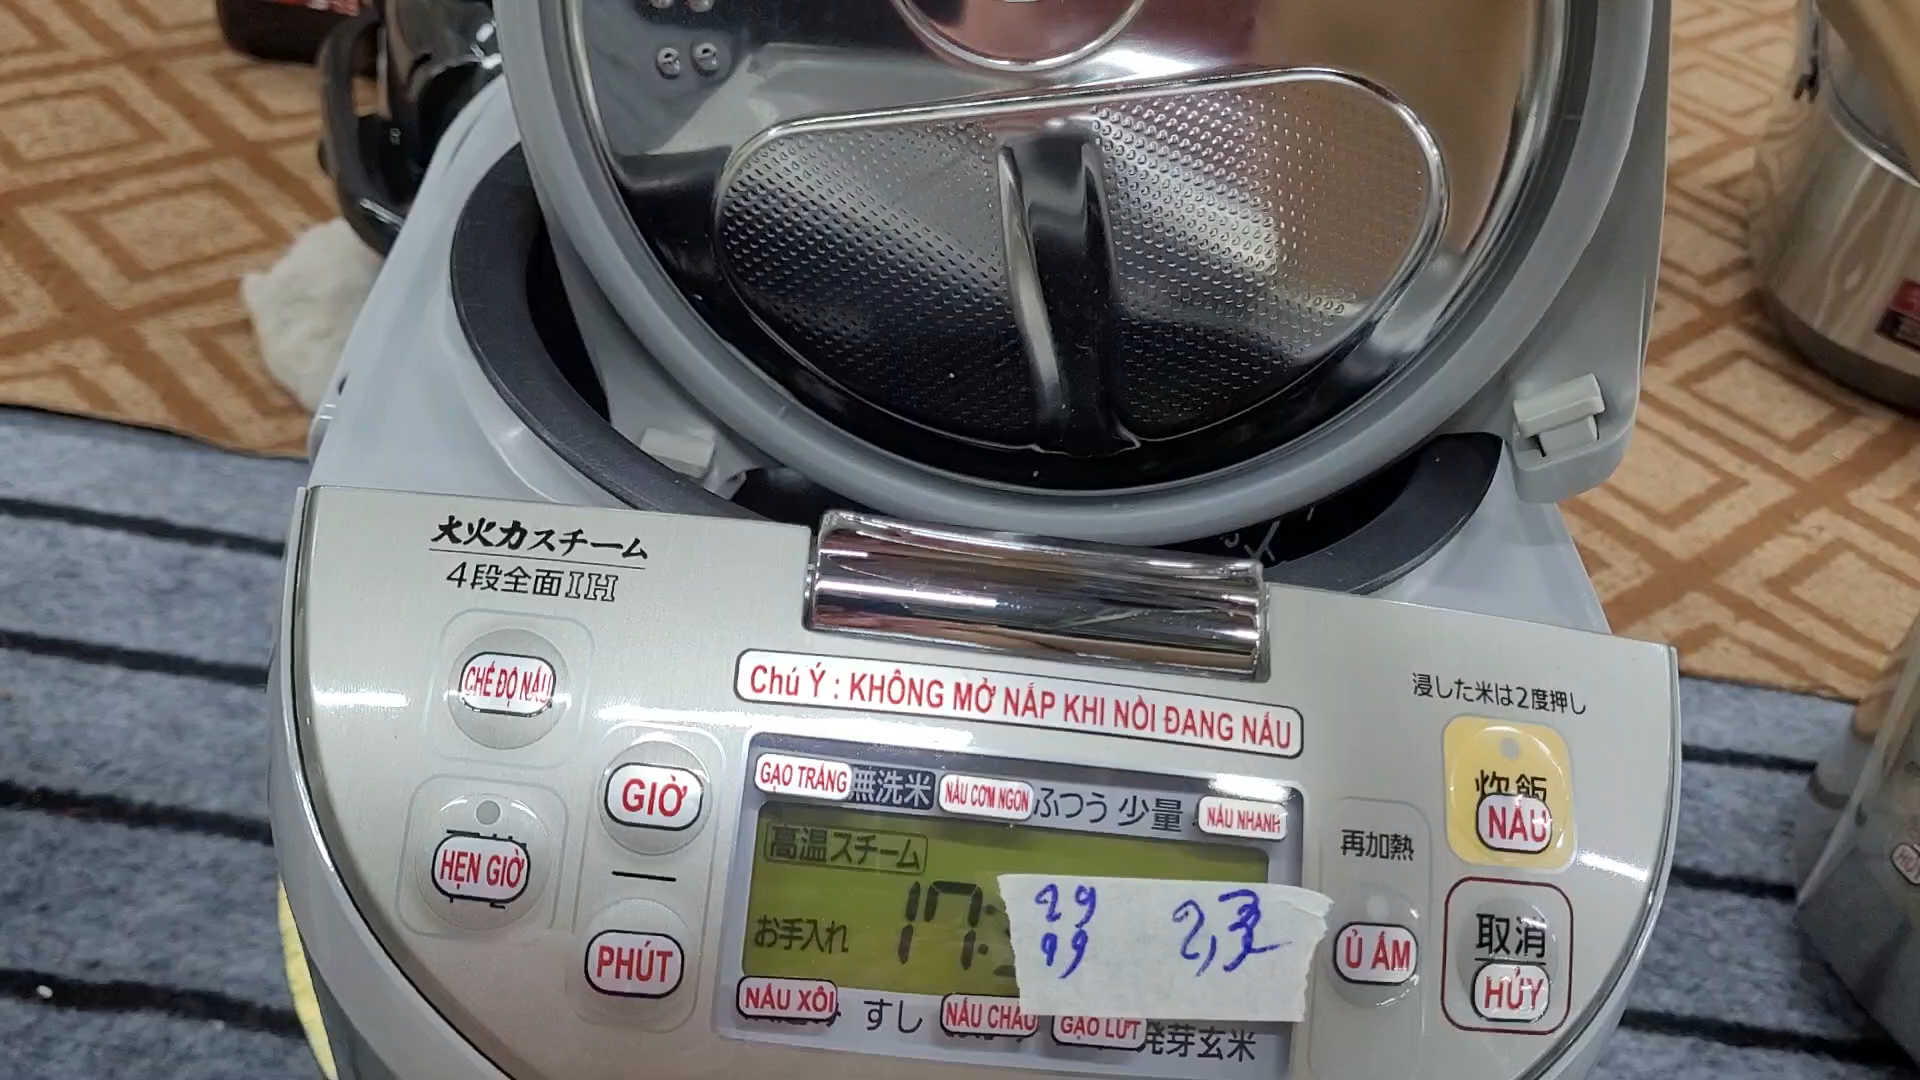 大火力スチーム
4段全面IH
CHẾ ĐỘ NẤU
Chú Ý : KHÔNG MỞ NẮP KHI NỒI ĐANG NẤU
浸した米は2度押し
GIỜ
GẠO TRẮNG 無洗米 NẤU CƠM NGON ふつう 少量 NẤU NHANH
炊飯
NẤU
高温スチーム
再加熱
HẸN GIỜ
お手入れ
17:
29 2,3
99
PHÚT
Ủ ẤM
取消
HỦY
NẤU XÔI すし NẤU CHÁO GẠO LỨT 発芽玄米